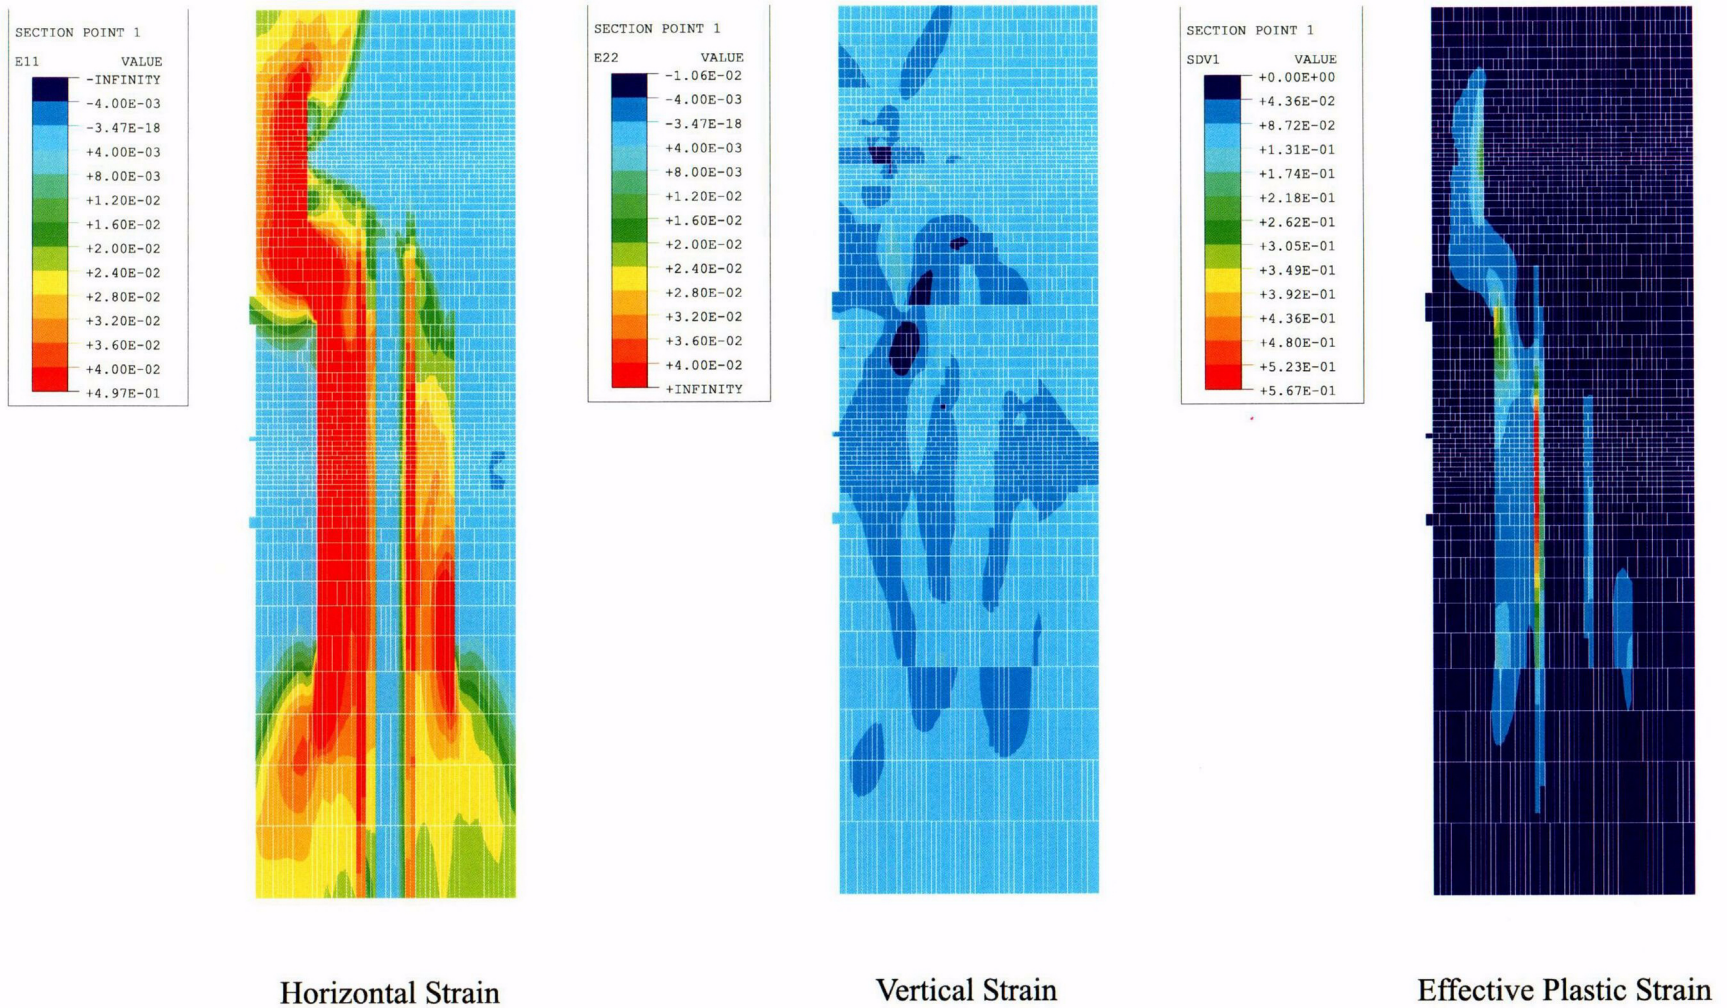 SECTION POINT 1
E11 VALUE
-INFINITY
-4.00E-03
-3.47E-18
+4.00E-03
+8.00E-03
+1.20E-02
+1.60E-02
+2.00E-02
+2.40E-02
+2.80E-02
+3.20E-02
+3.60E-02
+4.00E-02
+4.97E-01
SECTION POINT 1
E22 VALUE
-1.06E-02
-4.00E-03
-3.47E-18
+4.00E-03
+8.00E-03
+1.20E-02
+1.60E-02
+2.00E-02
+2.40E-02
+2.80E-02
+3.20E-02
+3.60E-02
+4.00E-02
+INFINITY
SECTION POINT 1
SDV1 VALUE
+0.00E+00
+4.36E-02
+8.72E-02
+1.31E-01
+1.74E-01
+2.18E-01
+2.62E-01
+3.05E-01
+3.49E-01
+3.92E-01
+4.36E-01
+4.80E-01
+5.23E-01
+5.67E-01
Horizontal Strain
Vertical Strain
Effective Plastic Strain